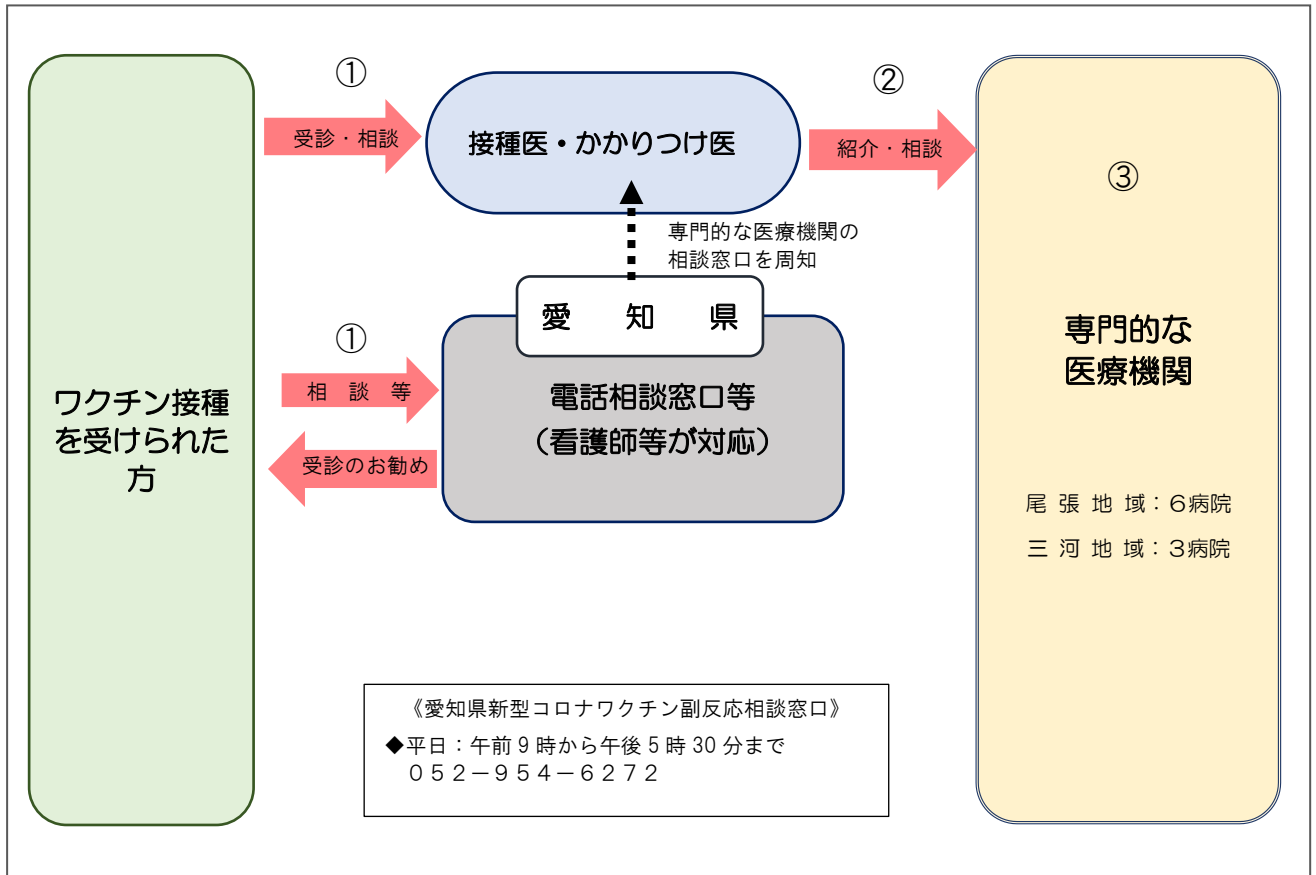 ①
受診・相談
接種医・かかりつけ医
②
紹介・相談
③
専門的な医療機関の
相談窓口を周知
愛　知　県
①
相　談　等
受診のお勧め
電話相談窓口等
（看護師等が対応）
ワクチン接種
を受けられた
方
専門的な
医療機関
尾 張 地 域：６病院
三 河 地 域：３病院
《愛知県新型コロナワクチン副反応相談窓口》
◆平日：午前９時から午後５時 30 分まで
０５２－９５４－６２７２